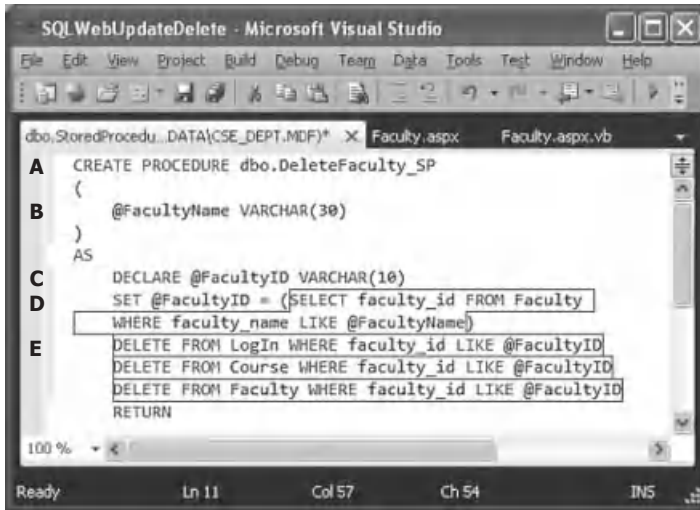 SQLWebUpdateDelete - Microsoft Visual Studio
File Edit View Project Build Debug Team Data Tools Test Window Help
dbo.StoredProcedu...DATA\CSE_DEPT.MDF)* X Faculty.aspx Faculty.aspx.vb
A CREATE PROCEDURE dbo.DeleteFaculty_SP
(
B @FacultyName VARCHAR(30)
)
AS
C DECLARE @FacultyID VARCHAR(10)
D SET @FacultyID = (SELECT faculty_id FROM Faculty
WHERE faculty_name LIKE @FacultyName)
E DELETE FROM LogIn WHERE faculty_id LIKE @FacultyID
DELETE FROM Course WHERE faculty_id LIKE @FacultyID
DELETE FROM Faculty WHERE faculty_id LIKE @FacultyID
RETURN
100 %
Ready Ln 11 Col 57 Ch 54 INS